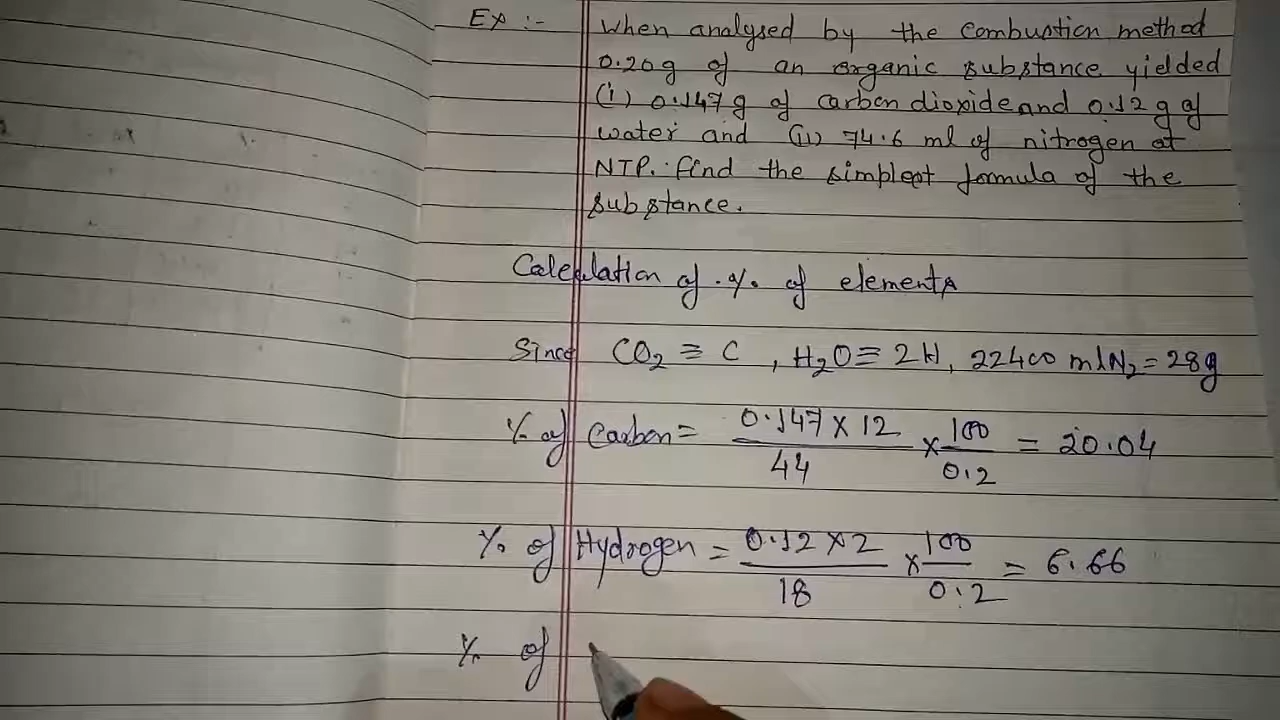 Ex :- When analysed by the combustion method
0.20g of an organic substance yielded
(i) 0.147g of carbon dioxide and 0.12g of
water and (ii) 74.6 ml of nitrogen at
NTP. Find the simplest formula of the
substance.
Calculation of % of elements
Since CO₂ ≡ C , H₂O ≡ 2H, 22400 ml N₂ = 28g
% of Carbon = 0.147 × 12 / 44 × 100 / 0.2 = 20.04
% of Hydrogen = 0.12 × 2 / 18 × 100 / 0.2 = 6.66
% of